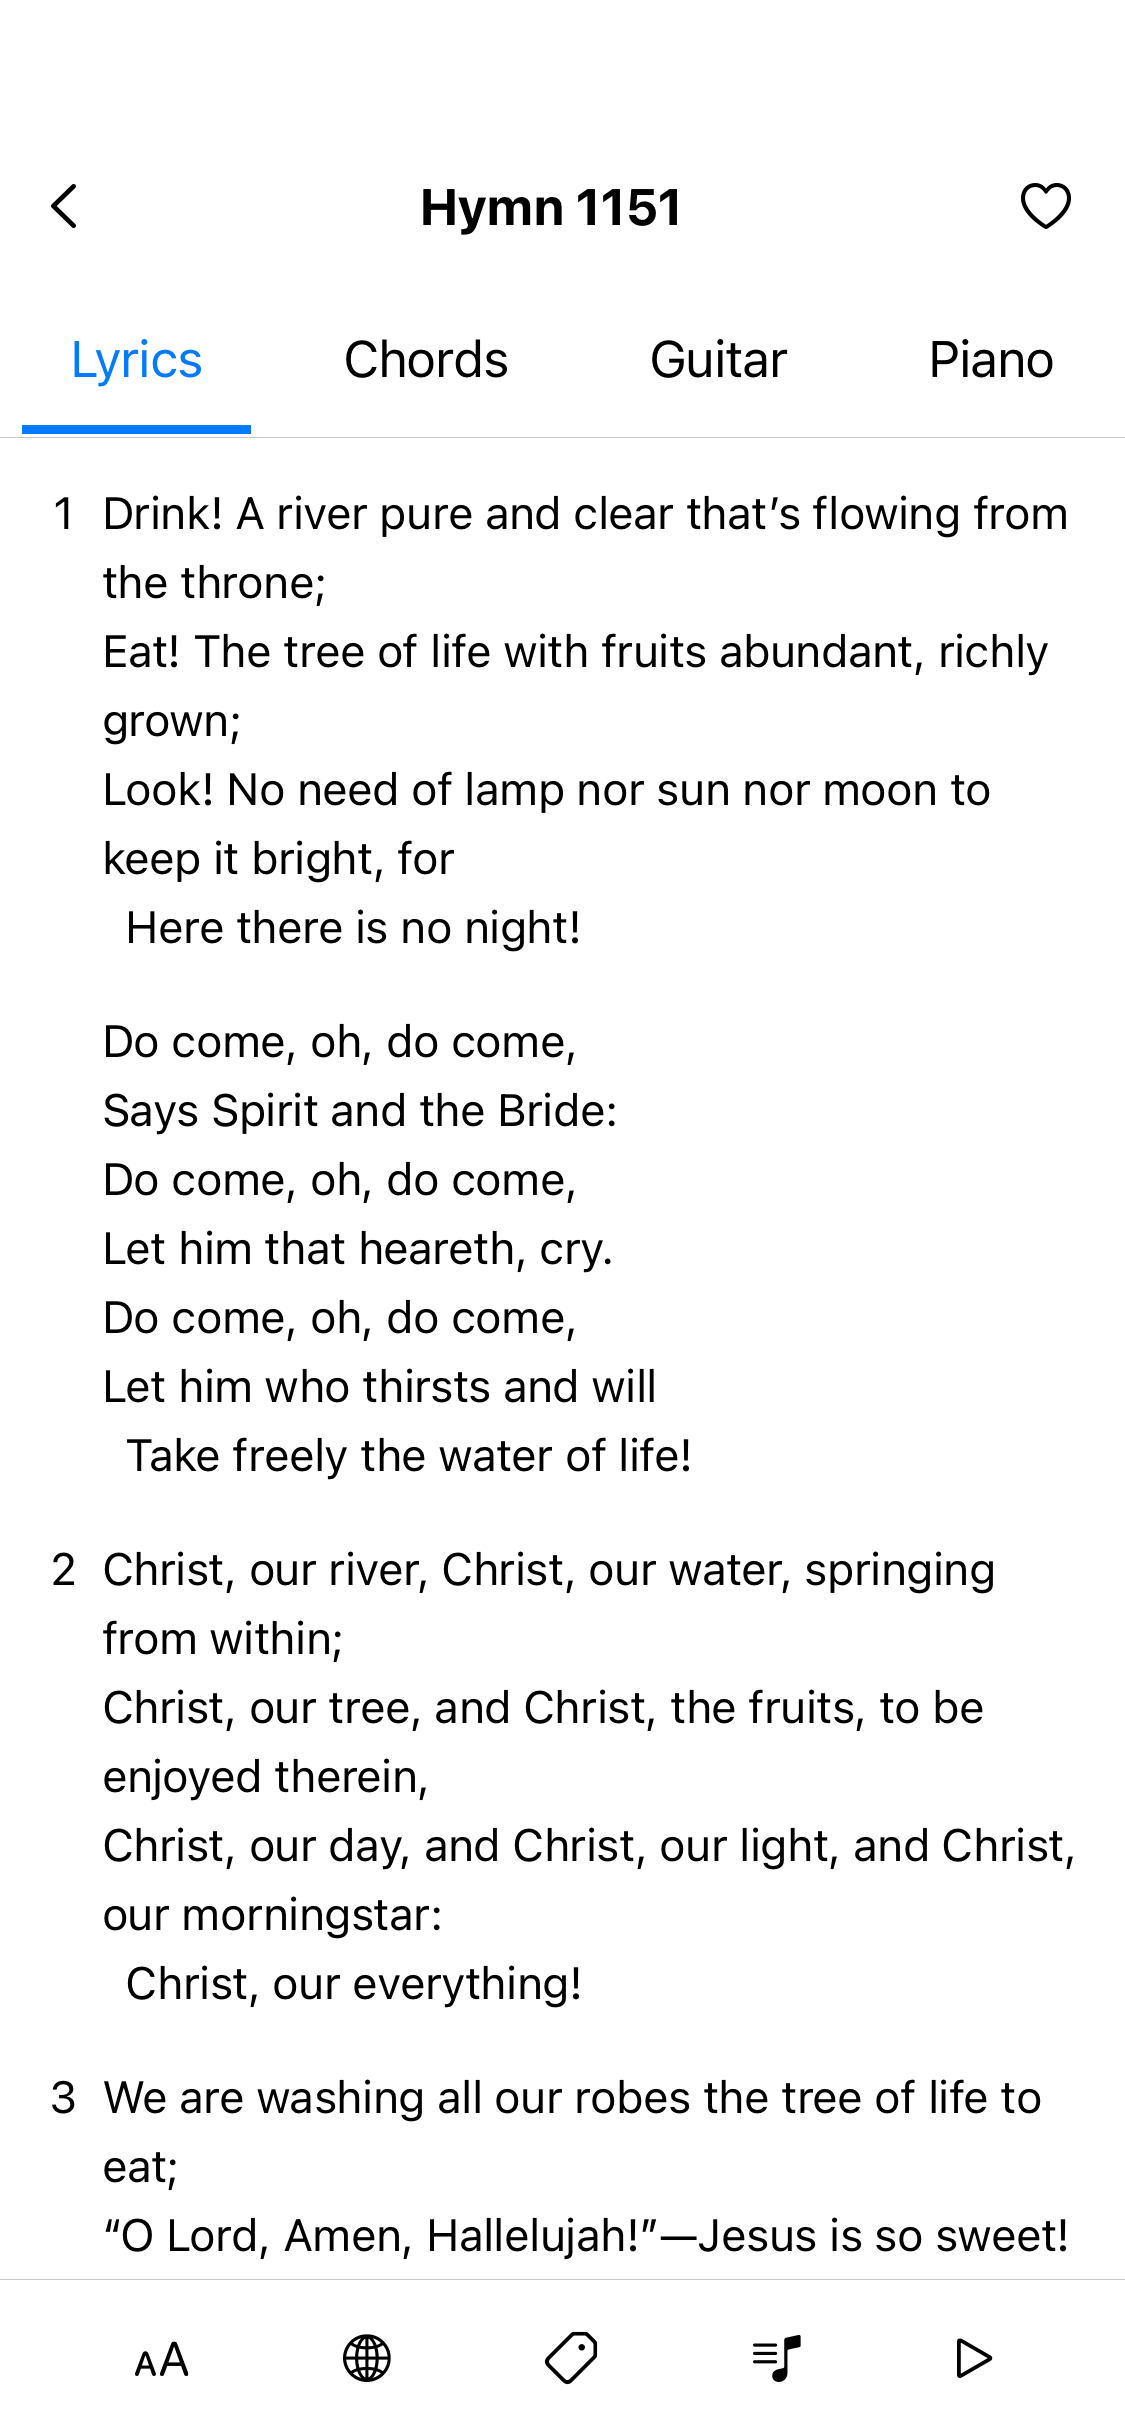 Hymn 1151
Lyrics Chords Guitar Piano
1 Drink! A river pure and clear that’s flowing from
the throne;
Eat! The tree of life with fruits abundant, richly
grown;
Look! No need of lamp nor sun nor moon to
keep it bright, for
Here there is no night!
Do come, oh, do come,
Says Spirit and the Bride:
Do come, oh, do come,
Let him that heareth, cry.
Do come, oh, do come,
Let him who thirsts and will
Take freely the water of life!
2 Christ, our river, Christ, our water, springing
from within;
Christ, our tree, and Christ, the fruits, to be
enjoyed therein,
Christ, our day, and Christ, our light, and Christ,
our morningstar:
Christ, our everything!
3 We are washing all our robes the tree of life to
eat;
“O Lord, Amen, Hallelujah!”—Jesus is so sweet!
AA